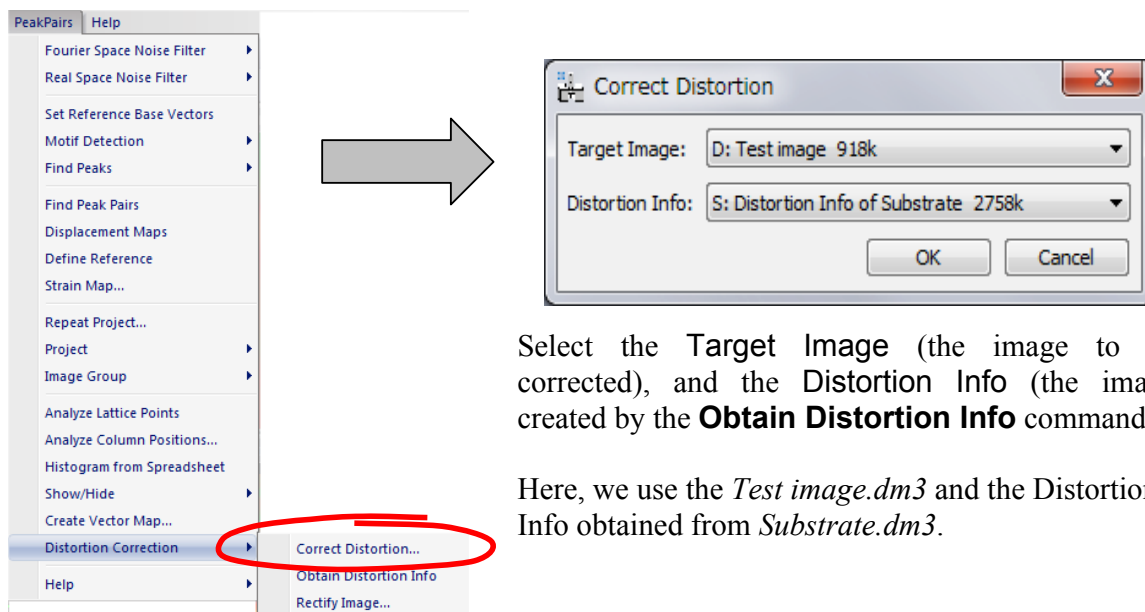 PeakPairs Help
Fourier Space Noise Filter
Real Space Noise Filter
Set Reference Base Vectors
Motif Detection
Find Peaks
Find Peak Pairs
Displacement Maps
Define Reference
Strain Map...
Repeat Project...
Project
Image Group
Analyze Lattice Points
Analyze Column Positions...
Histogram from Spreadsheet
Show/Hide
Create Vector Map...
Distortion Correction
Help
Correct Distortion...
Obtain Distortion Info
Rectify Image...
Correct Distortion
Target Image: D: Test image 918k
Distortion Info: S: Distortion Info of Substrate 2758k
OK Cancel
Select the Target Image (the image to
corrected), and the Distortion Info (the ima
created by the Obtain Distortion Info command
Here, we use the Test image.dm3 and the Distortion
Info obtained from Substrate.dm3.